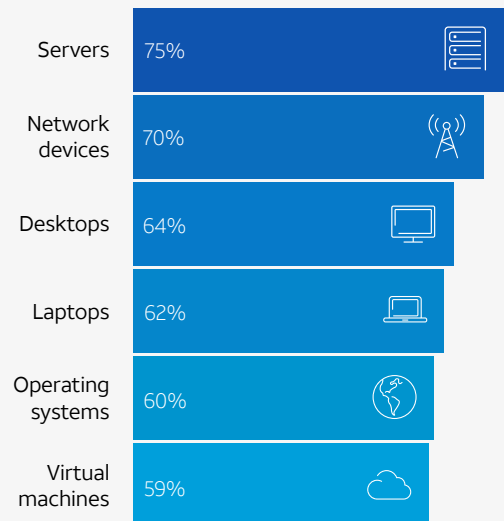 Servers
75%
Network
devices
70%
Desktops
64%
Laptops
62%
Operating
systems
60%
Virtual
machines
59%